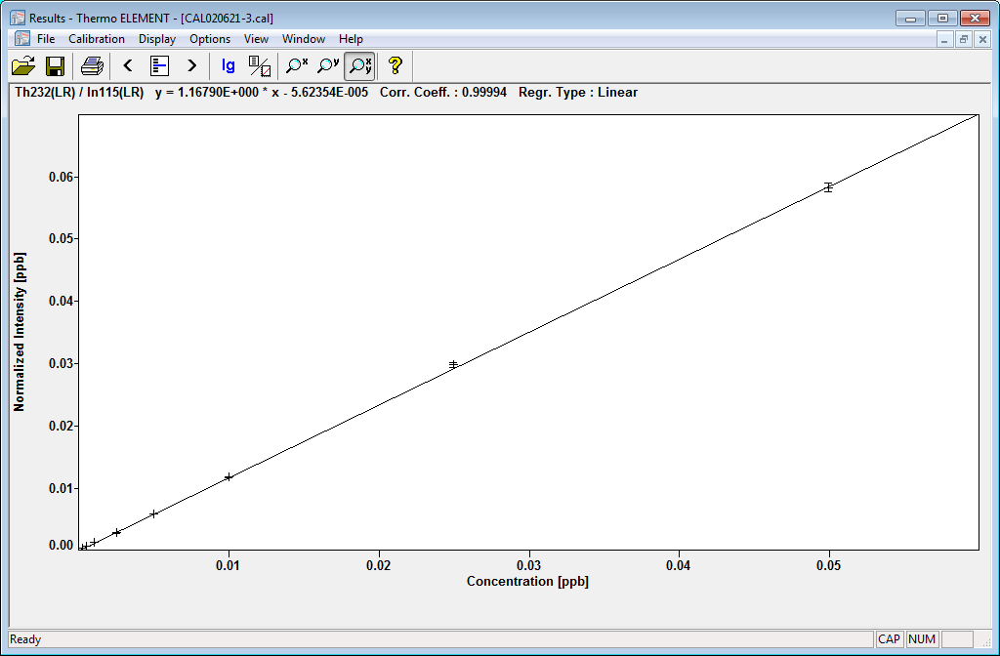 Results - Thermo ELEMENT - [CAL020621-3.cal]
File Calibration Display Options View Window Help
lg x y x y ?
Th232(LR) / In115(LR) y = 1.16790E+000 * x - 5.62354E-005 Corr. Coeff. : 0.99994 Regr. Type : Linear
0.06
0.05
0.04
0.03
0.02
0.01
0.00
Normalized Intensity [ppb]
0.01 0.02 0.03 0.04 0.05
Concentration [ppb]
Ready CAP NUM